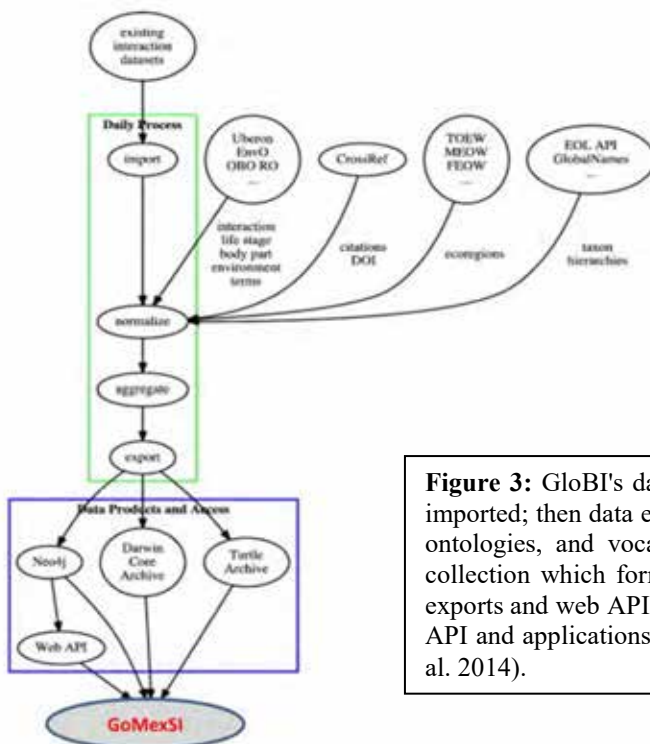 existing
interaction
datasets
Daily Process
import
Uberon
EnvO
OBO RO
...
CrossRef
TOEW
MEOW
FEOW
...
EOL API
GlobalNames
...
interaction
life stage
body part
environment
terms
citations
DOI
ecoregions
taxon
hierarchies
normalize
aggregate
export
Data Products and Access
Neo4j
Darwin
Core
Archive
Turtle
Archive
Web API
GoMexSI
Figure 3: GloBI's da
imported; then data e
ontologies, and voca
collection which forn
exports and web API.
API and applications
al. 2014).